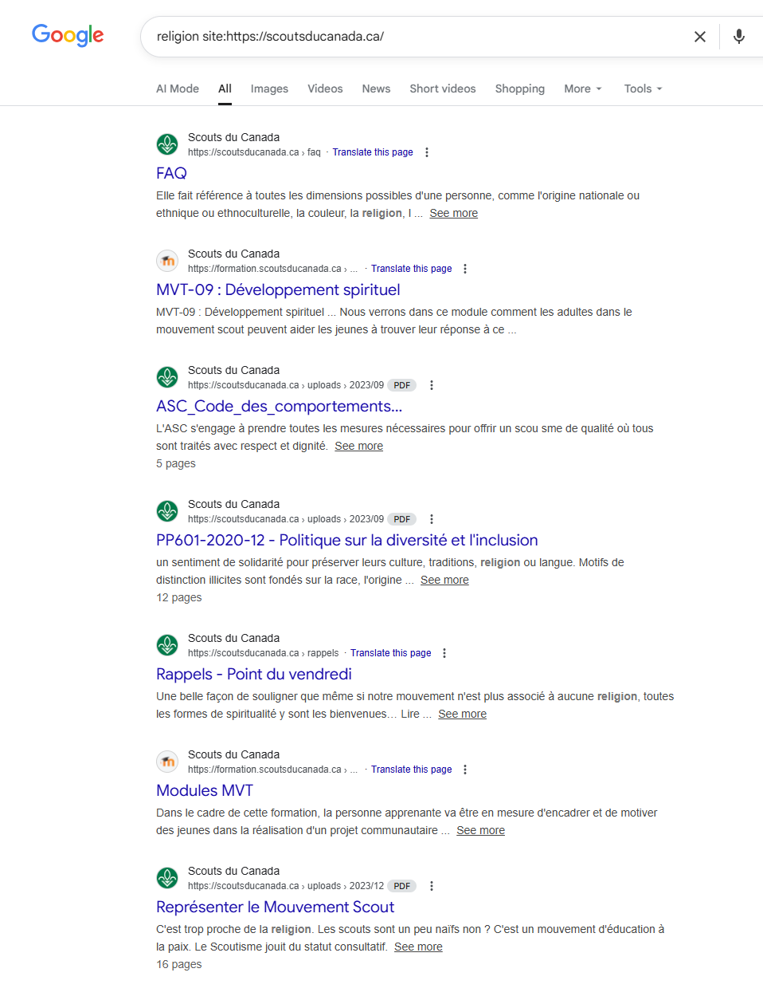 Google
religion site:https://scoutsducanada.ca/
AI Mode All Images Videos News Short videos Shopping More Tools
Scouts du Canada
https://scoutsducanada.ca › faq · Translate this page
FAQ
Elle fait référence à toutes les dimensions possibles d'une personne, comme l'origine nationale ou
ethnique ou ethnoculturelle, la couleur, la religion, l ... See more
Scouts du Canada
https://formation.scoutsducanada.ca › ... · Translate this page
MVT-09 : Développement spirituel
MVT-09 : Développement spirituel ... Nous verrons dans ce module comment les adultes dans le
mouvement scout peuvent aider les jeunes à trouver leur réponse à ce ...
Scouts du Canada
https://scoutsducanada.ca › uploads › 2023/09 PDF
ASC_Code_des_comportements...
L'ASC s'engage à prendre toutes les mesures nécessaires pour offrir un scou sme de qualité où tous
sont traités avec respect et dignité. See more
5 pages
Scouts du Canada
https://scoutsducanada.ca › uploads › 2023/09 PDF
PP601-2020-12 - Politique sur la diversité et l'inclusion
un sentiment de solidarité pour préserver leurs culture, traditions, religion ou langue. Motifs de
distinction illicites sont fondés sur la race, l'origine ... See more
12 pages
Scouts du Canada
https://scoutsducanada.ca › rappels · Translate this page
Rappels - Point du vendredi
Une belle façon de souligner que même si notre mouvement n'est plus associé à aucune religion, toutes
les formes de spiritualité y sont les bienvenues… Lire ... See more
Scouts du Canada
https://formation.scoutsducanada.ca › ... · Translate this page
Modules MVT
Dans le cadre de cette formation, la personne apprenante va être en mesure d'encadrer et de motiver
des jeunes dans la réalisation d'un projet communautaire ... See more
Scouts du Canada
https://scoutsducanada.ca › uploads › 2023/12 PDF
Représenter le Mouvement Scout
C'est trop proche de la religion. Les scouts sont un peu naïfs non ? C'est un mouvement d'éducation à
la paix. Le Scoutisme jouit du statut consultatif. See more
16 pages